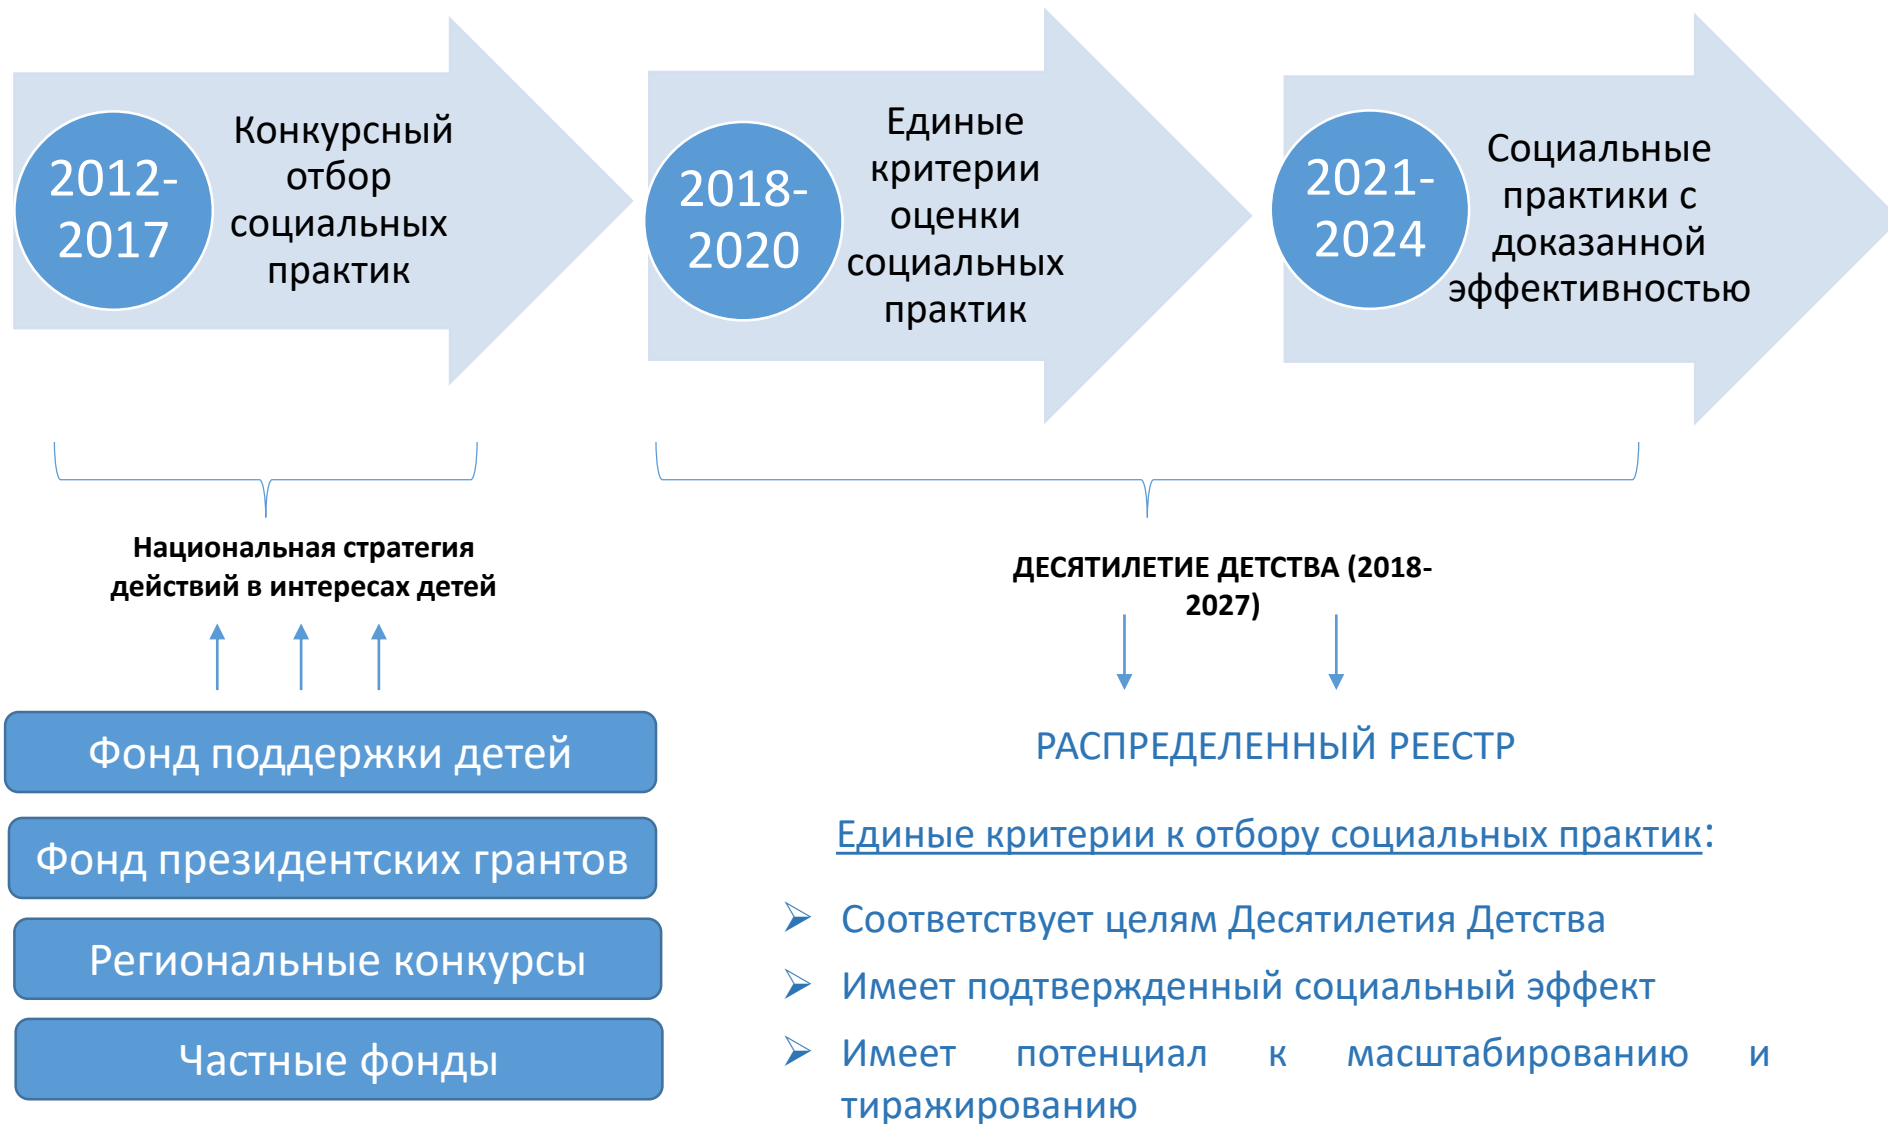 2012-
2017
Конкурсный
отбор
социальных
практик
2018-
2020
Единые
критерии
оценки
социальных
практик
2021-
2024
Социальные
практики с
доказанной
эффективностью
Национальная стратегия
действий в интересах детей
Фонд поддержки детей
Фонд президентских грантов
Региональные конкурсы
Частные фонды
ДЕСЯТИЛЕТИЕ ДЕТСТВА (2018-
2027)
РАСПРЕДЕЛЕННЫЙ РЕЕСТР
Единые критерии к отбору социальных практик:
➢ Соответствует целям Десятилетия Детства
➢ Имеет подтвержденный социальный эффект
➢ Имеет потенциал к масштабированию и
тиражированию